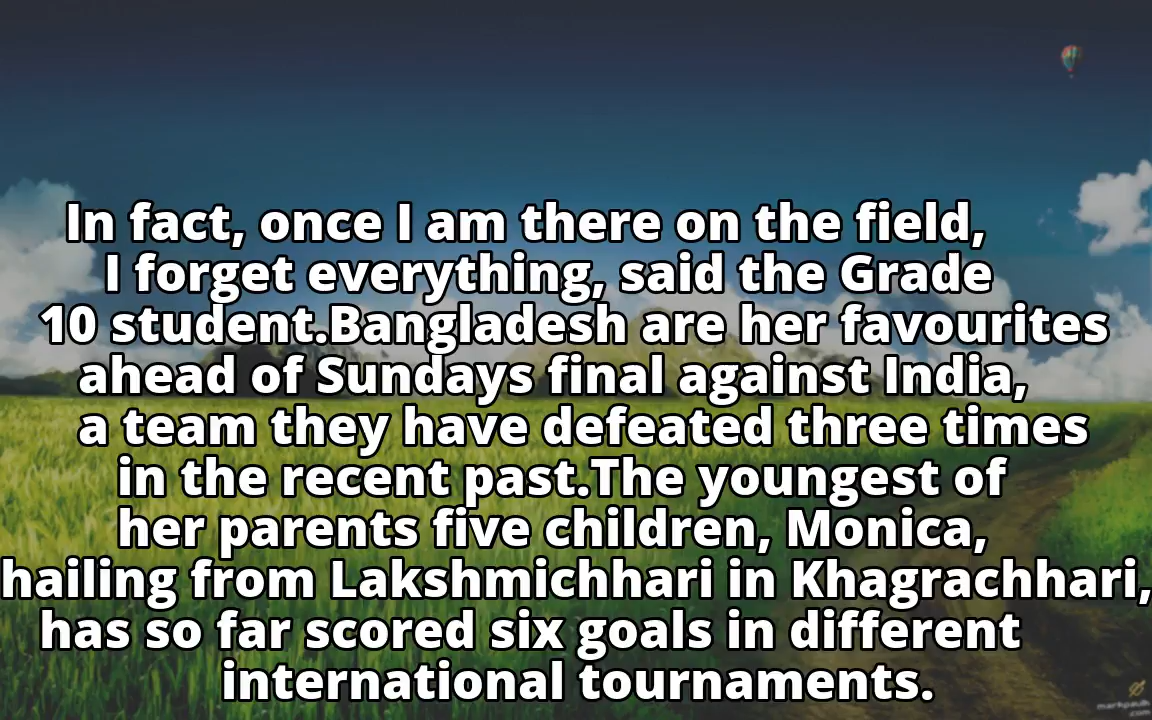 In fact, once I am there on the field,
I forget everything, said the Grade
10 student.Bangladesh are her favourites
ahead of Sundays final against India,
a team they have defeated three times
in the recent past.The youngest of
her parents five children, Monica,
hailing from Lakshmichhari in Khagrachhari,
has so far scored six goals in different
international tournaments.